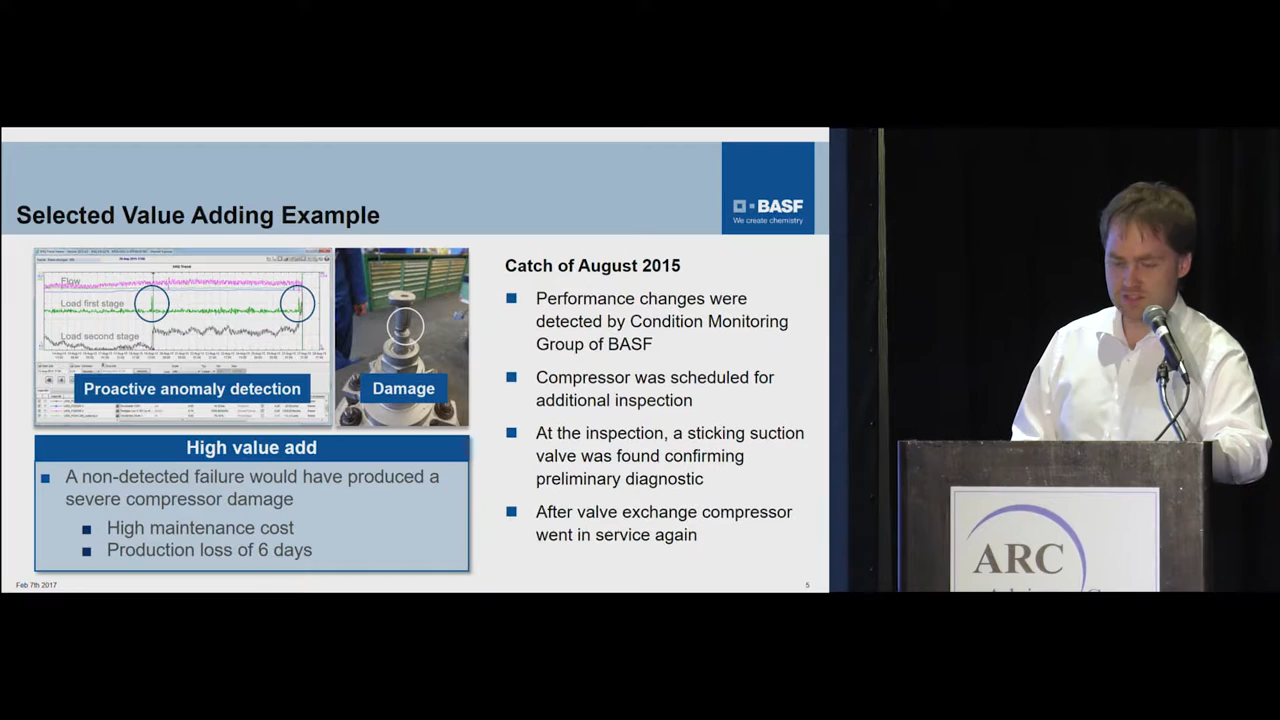 Selected Value Adding Example
BASF
We create chemistry
Flow
Load first stage
Load second stage
Proactive anomaly detection
Damage
High value add
A non-detected failure would have produced a
severe compressor damage
High maintenance cost
Production loss of 6 days
Catch of August 2015
Performance changes were
detected by Condition Monitoring
Group of BASF
Compressor was scheduled for
additional inspection
At the inspection, a sticking suction
valve was found confirming
preliminary diagnostic
After valve exchange compressor
went in service again
Feb 7th 2017
5
ARC